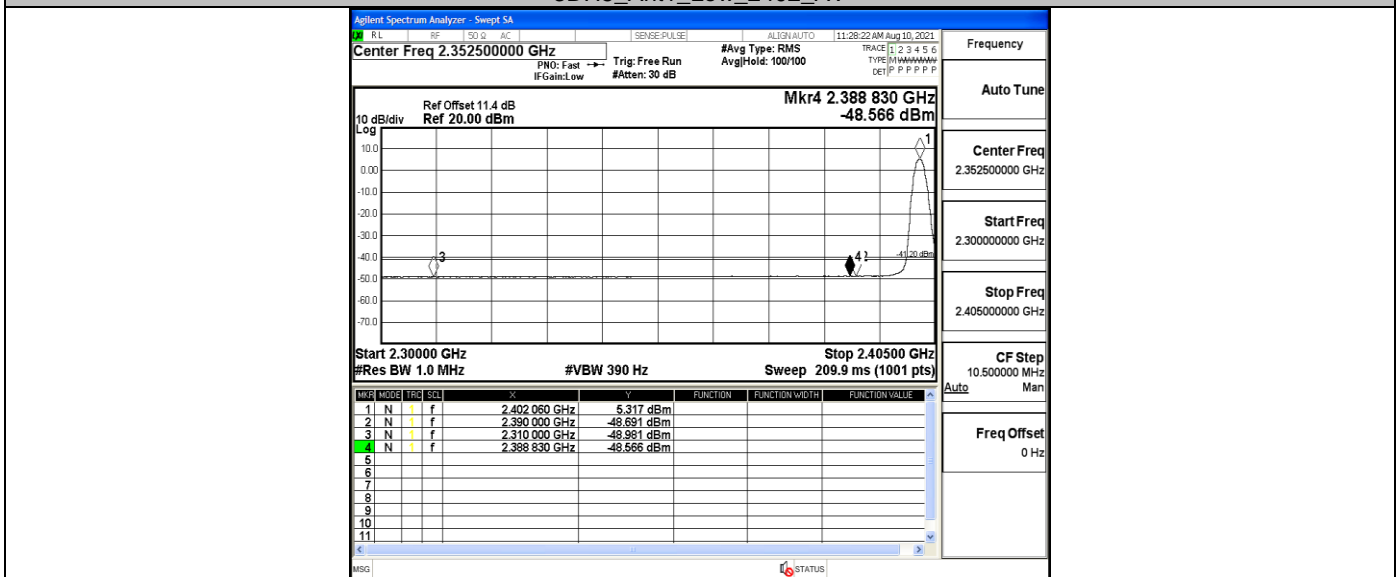 Agilent Spectrum Analyzer - Swept SA
RL RF 50 Ω AC SENSE:PULSE ALIGNAUTO 11:28:22 AM Aug 10, 2021
Center Freq 2.352500000 GHz
PNO: Fast
IFGain:Low
Trig: Free Run
#Atten: 30 dB
#Avg Type: RMS
Avg|Hold: 100/100
TRACE 1 2 3 4 5 6
TYPE M WWWWW
DET P P P P P P
Mkr4 2.388 830 GHz
-48.566 dBm
Ref Offset 11.4 dB
10 dB/div Ref 20.00 dBm
Log
10.0
0.00
-10.0
-20.0
-30.0
-40.0
-50.0
-60.0
-70.0
1
3
4
-41.20 dBm
Start 2.30000 GHz Stop 2.40500 GHz
#Res BW 1.0 MHz #VBW 390 Hz Sweep 209.9 ms (1001 pts)
MKR MODE TRC SCL X Y FUNCTION FUNCTION WIDTH FUNCTION VALUE
1 N 1 f 2.402 060 GHz 5.317 dBm
2 N 1 f 2.390 000 GHz -48.691 dBm
3 N 1 f 2.310 000 GHz -48.981 dBm
4 N 1 f 2.388 830 GHz -48.566 dBm
5
6
7
8
9
10
11
MSG STATUS
Frequency
Auto Tune
Center Freq
2.352500000 GHz
Start Freq
2.300000000 GHz
Stop Freq
2.405000000 GHz
CF Step
10.500000 MHz
Auto Man
Freq Offset
0 Hz